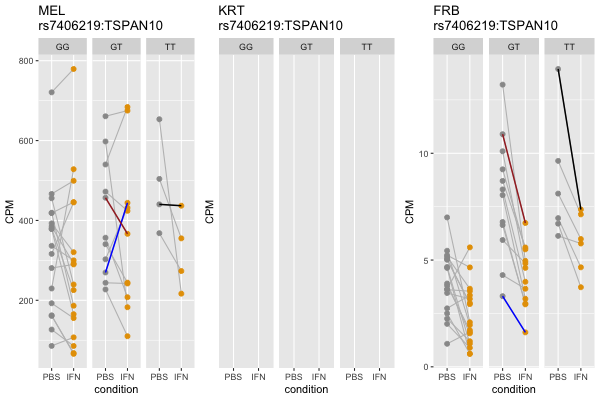 MEL
rs7406219:TSPAN10
GG GT TT
800
600
400
200
CPM
PBS IFN PBS IFN PBS IFN
condition
KRT
rs7406219:TSPAN10
GG GT TT
CPM
PBS IFN PBS IFN PBS IFN
condition
FRB
rs7406219:TSPAN10
GG GT TT
10
5
0
CPM
PBS IFN PBS IFN PBS IFN
condition